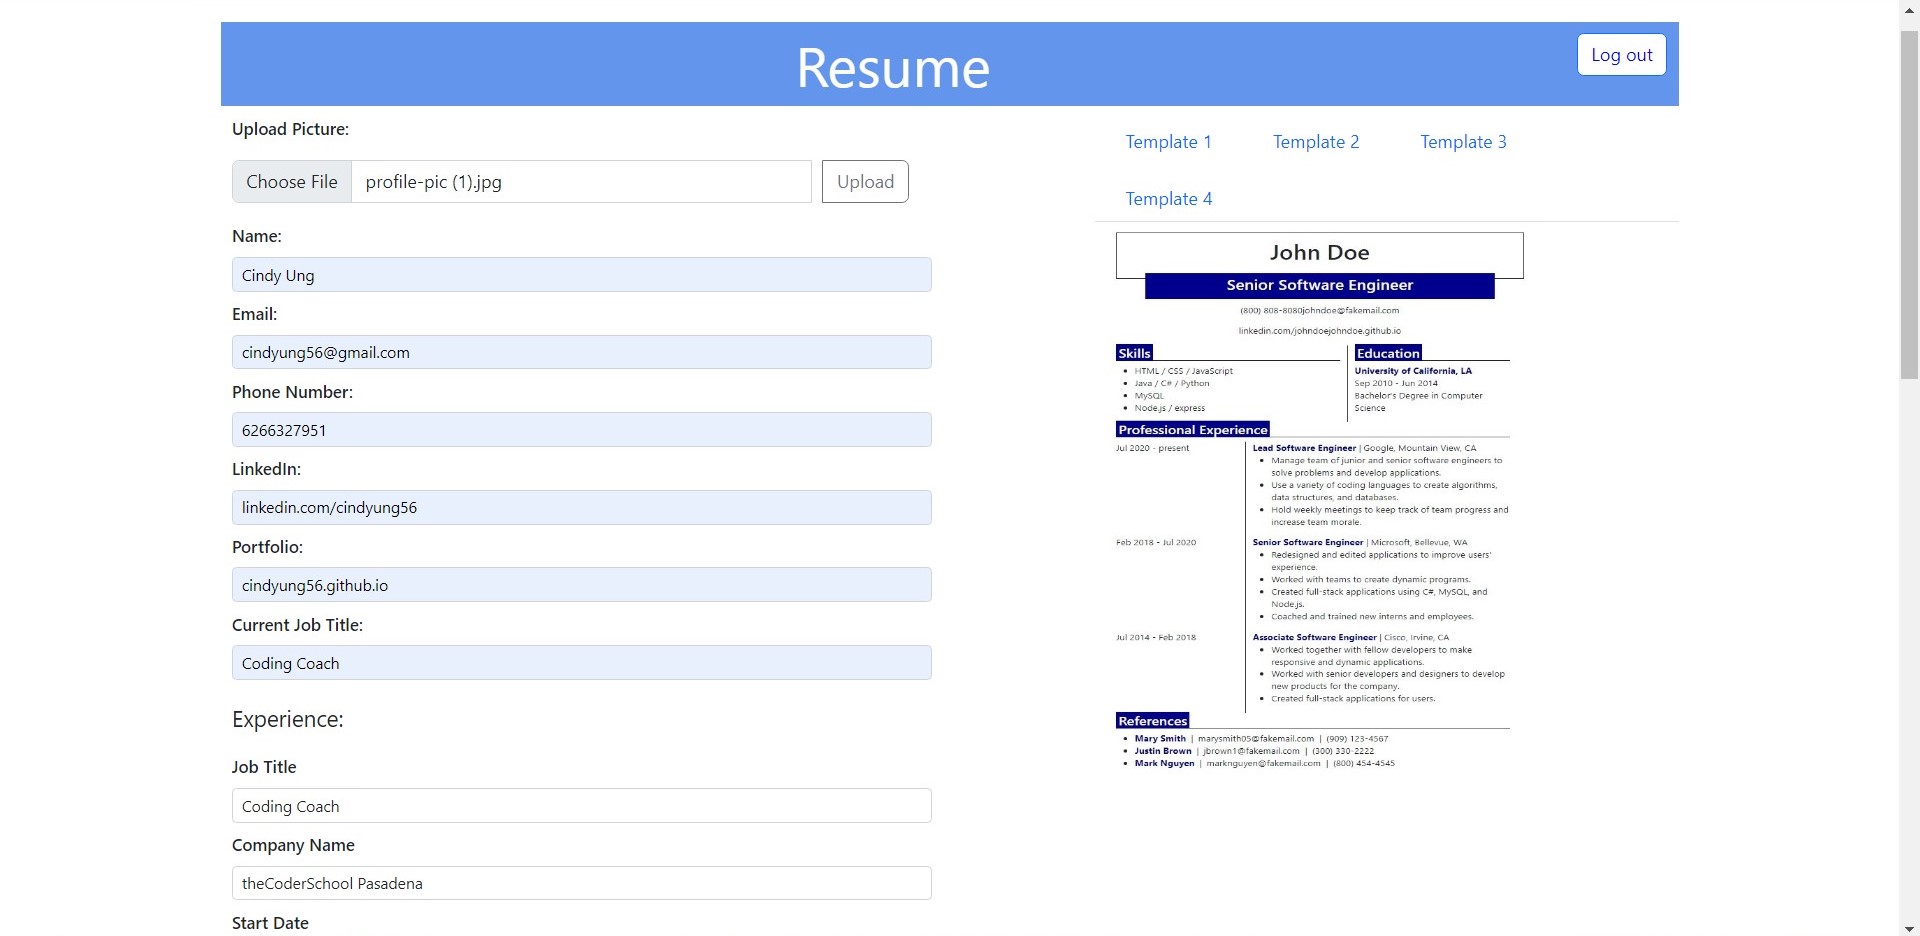 Resume
Log out
Upload Picture:
Choose File profile-pic (1).jpg Upload
Name:
Cindy Ung
Email:
cindyung56@gmail.com
Phone Number:
6266327951
LinkedIn:
linkedin.com/cindyung56
Portfolio:
cindyung56.github.io
Current Job Title:
Coding Coach
Experience:
Job Title
Coding Coach
Company Name
theCoderSchool Pasadena
Start Date
Template 1 Template 2 Template 3
Template 4
John Doe
Senior Software Engineer
(800) 808-8080johndoe@fakemail.com
linkedin.com/johndoejohndoe.github.io
Skills
• HTML / CSS / JavaScript
• Java / C# / Python
• MySQL
• Node.js / express
Education
University of California, LA
Sep 2010 - Jun 2014
Bachelor's Degree in Computer
Science
Professional Experience
Jul 2020 - present
Lead Software Engineer | Google, Mountain View, CA
• Manage team of junior and senior software engineers to
solve problems and develop applications.
• Use a variety of coding languages to create algorithms,
data structures, and databases.
• Hold weekly meetings to keep track of team progress and
increase team morale.
Feb 2018 - Jul 2020
Senior Software Engineer | Microsoft, Bellevue, WA
• Redesigned and edited applications to improve users'
experience.
• Worked with teams to create dynamic programs.
• Created full-stack applications using C#, MySQL, and
Node.js.
• Coached and trained new interns and employees.
Jul 2014 - Feb 2018
Associate Software Engineer | Cisco, Irvine, CA
• Worked together with fellow developers to make
responsive and dynamic applications.
• Worked with senior developers and designers to develop
new products for the company.
• Created full-stack applications for users.
References
• Mary Smith | marysmith05@fakemail.com | (909) 123-4567
• Justin Brown | jbrown1@fakemail.com | (300) 330-2222
• Mark Nguyen | marknguyen@fakemail.com | (800) 454-4545